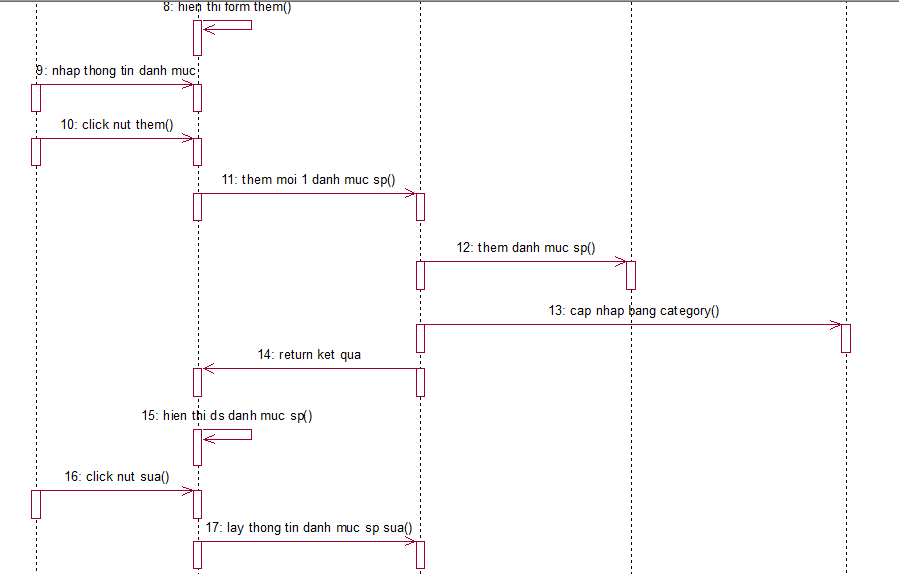 8: hien thi form them()
9: nhap thong tin danh muc
10: click nut them()
11: them moi 1 danh muc sp()
12: them danh muc sp()
13: cap nhap bang category()
14: return ket qua
15: hien thi ds danh muc sp()
16: click nut sua()
17: lay thong tin danh muc sp sua()